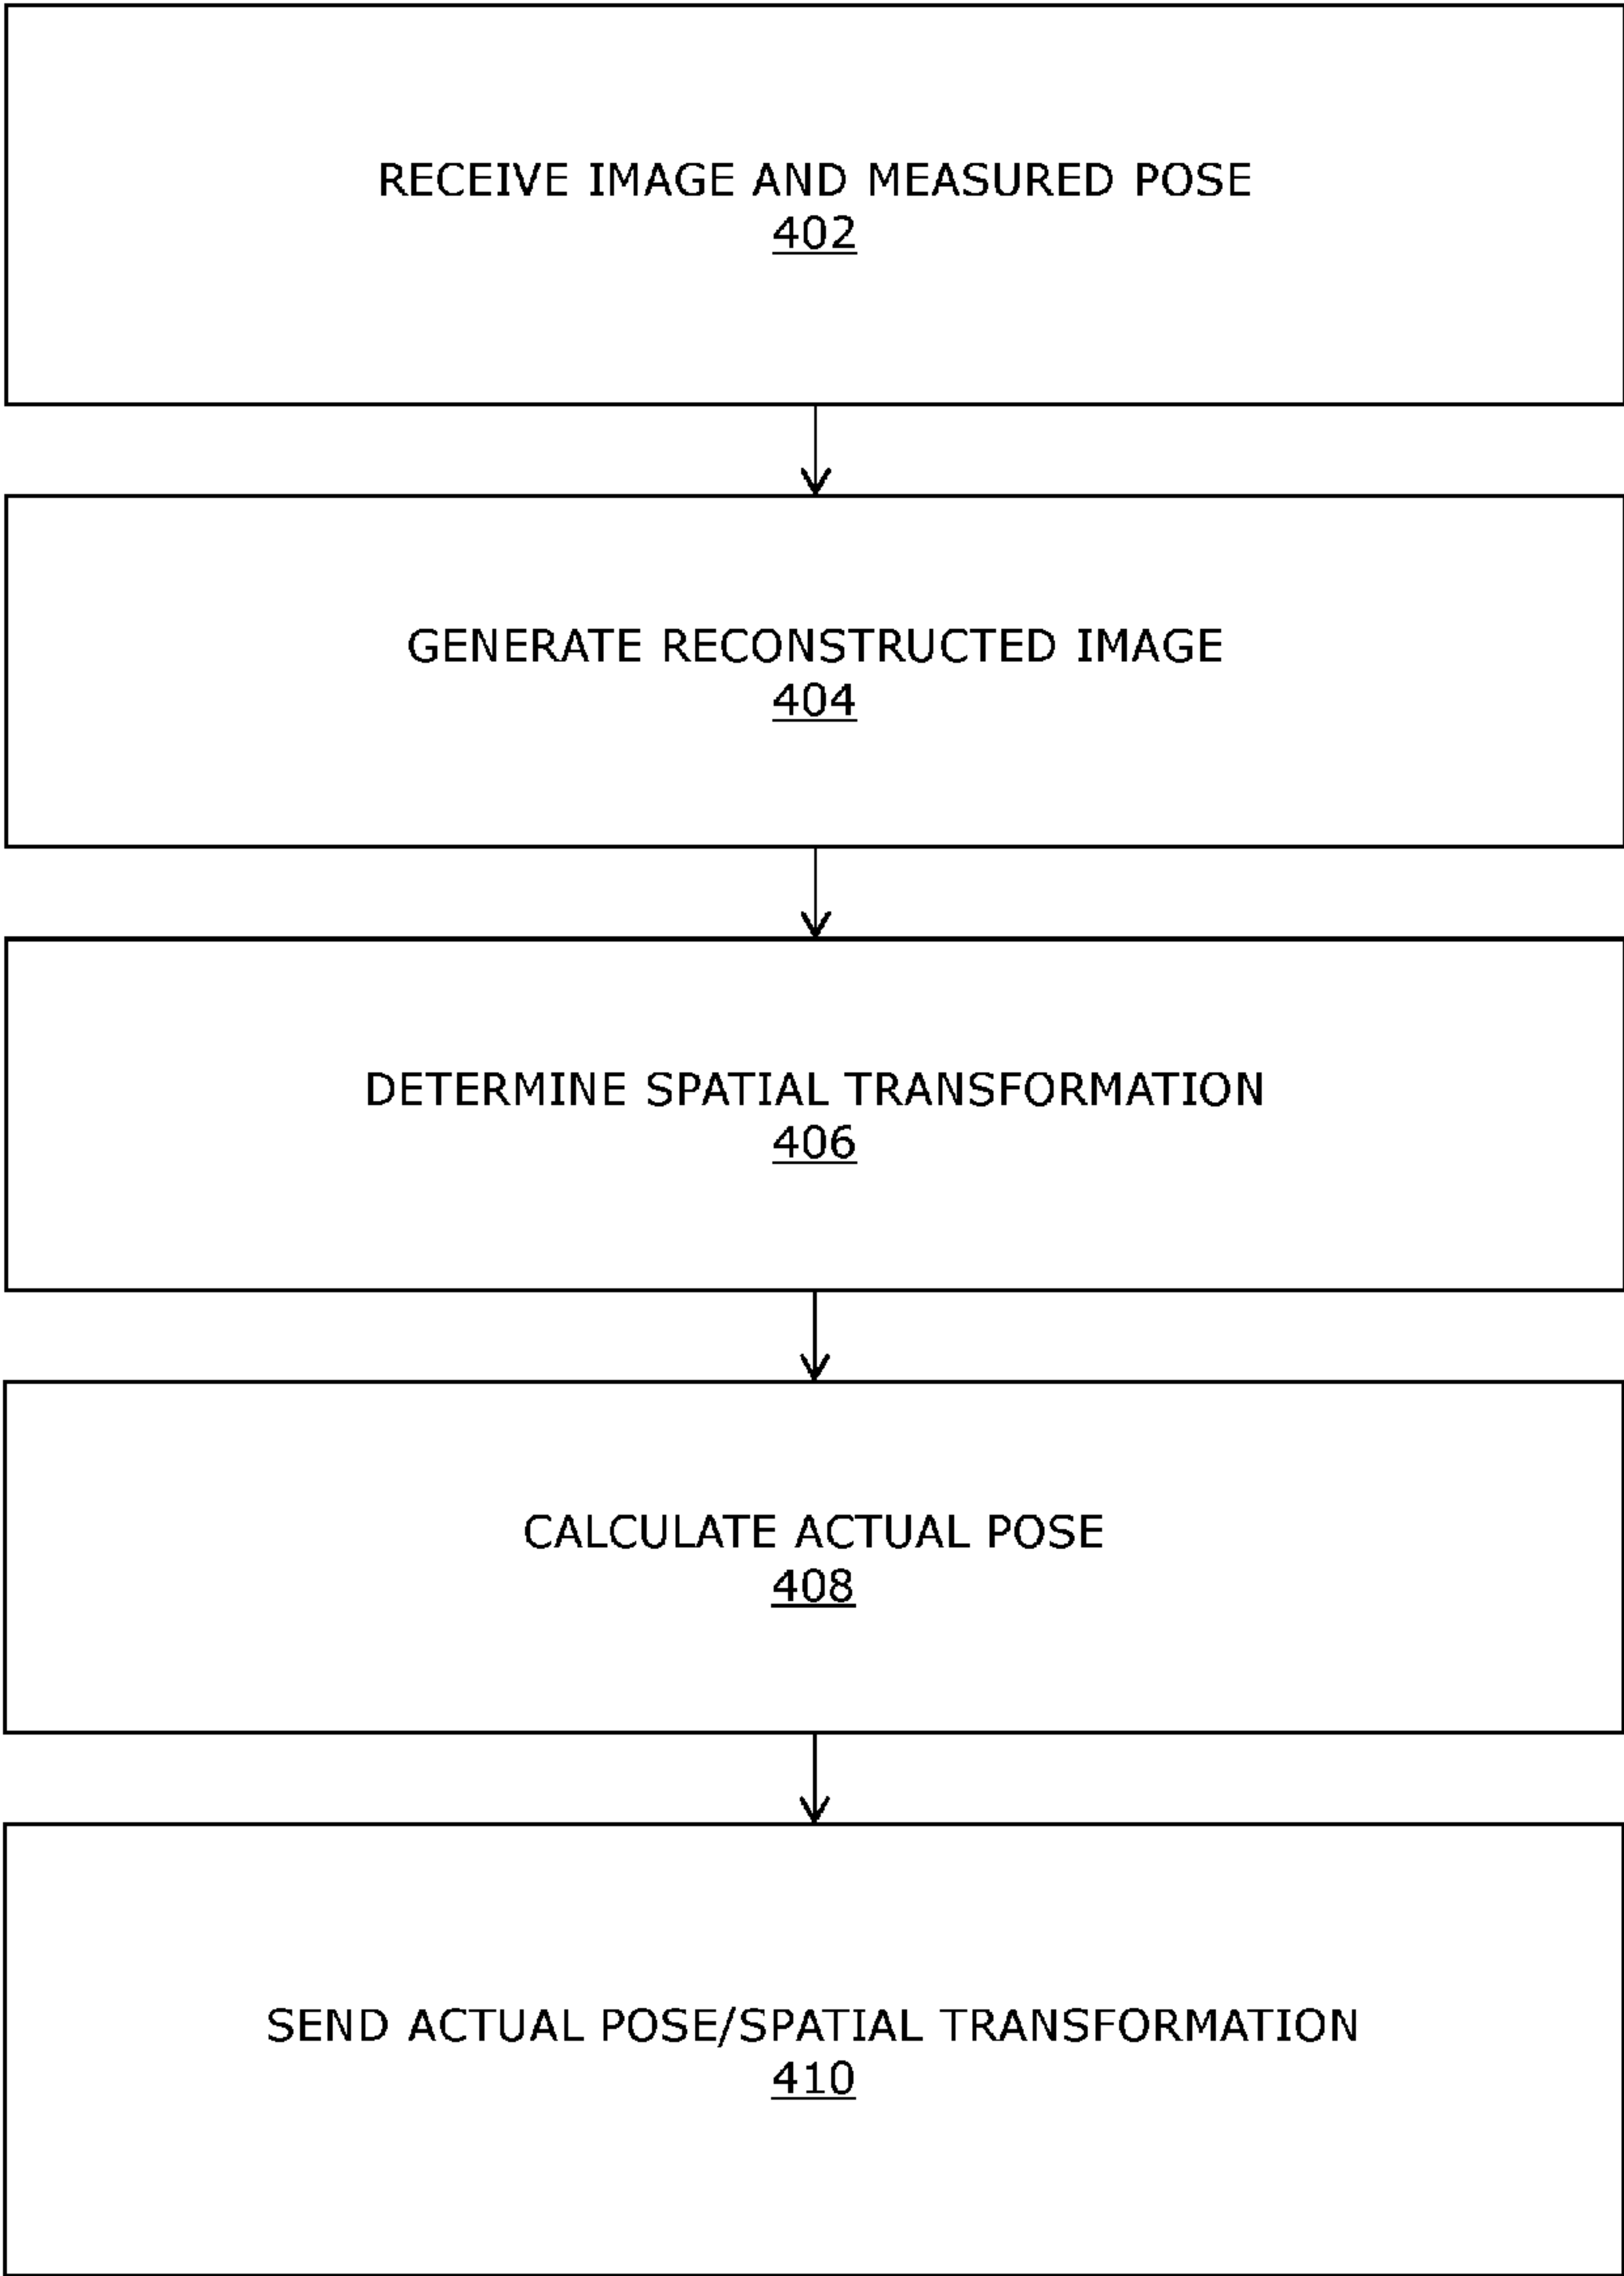 RECEIVE IMAGE AND MEASURED POSE
402
GENERATE RECONSTRUCTED IMAGE
404
DETERMINE SPATIAL TRANSFORMATION
406
CALCULATE ACTUAL POSE
408
SEND ACTUAL POSE/SPATIAL TRANSFORMATION
410